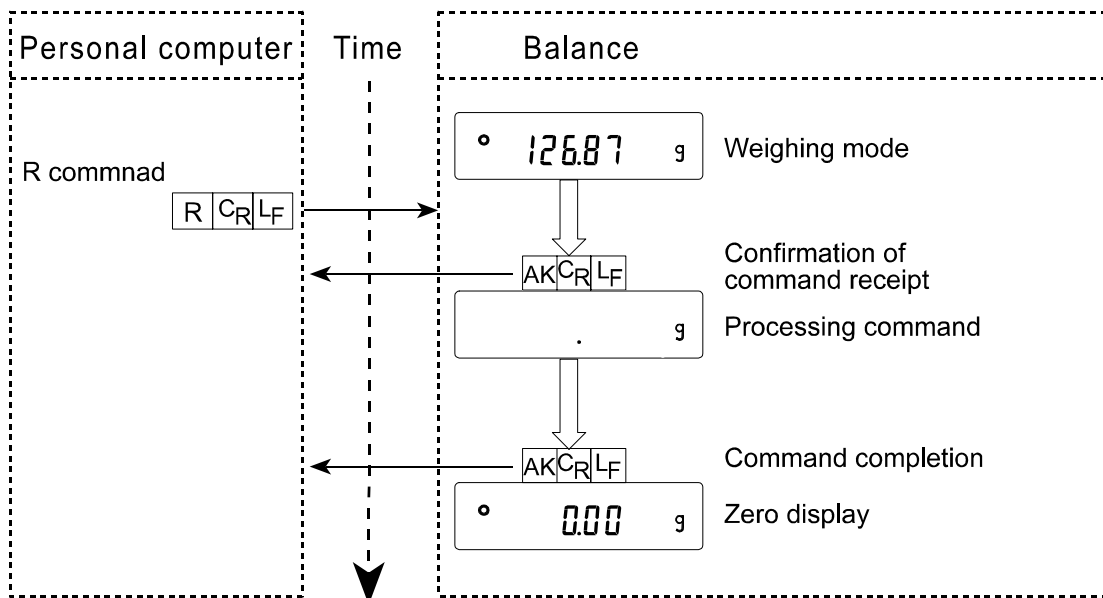 Personal computer
Time
Balance
126.87 g
Weighing mode
R commnad
R CR LF
AK CR LF
Confirmation of
command receipt
. g
Processing command
AK CR LF
Command completion
0.00 g
Zero display